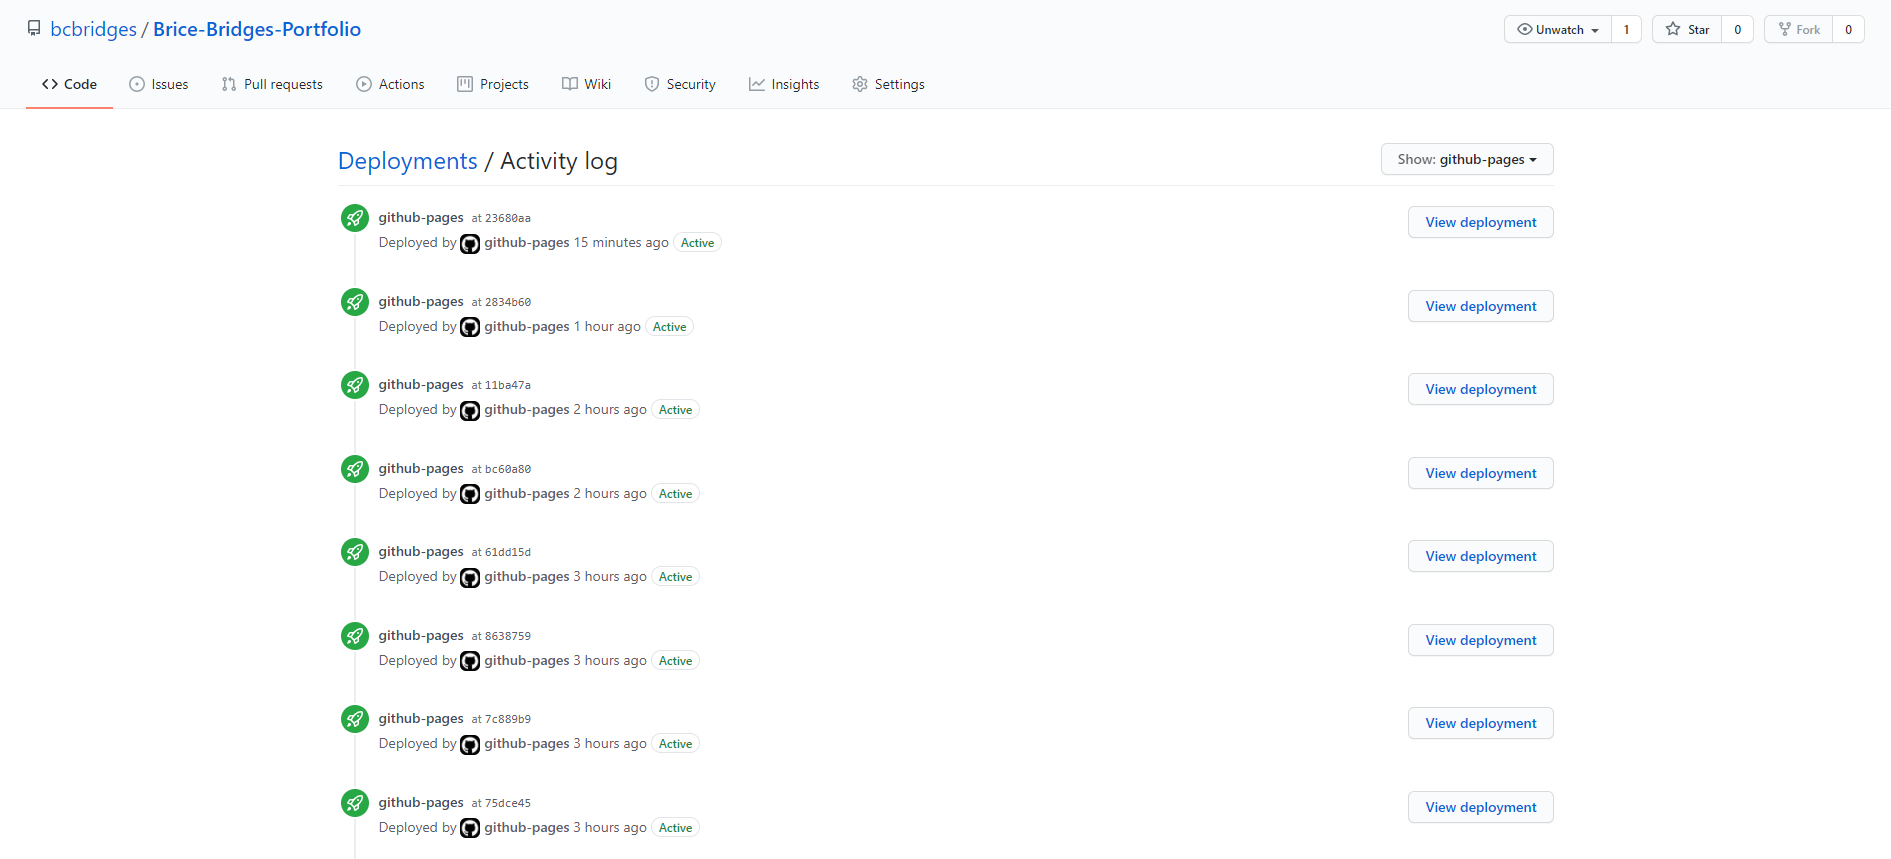 bcbridges / Brice-Bridges-Portfolio
Unwatch 1 Star 0 Fork 0
Code Issues Pull requests Actions Projects Wiki Security Insights Settings
Deployments / Activity log
Show: github-pages
github-pages at 23680aa
Deployed by github-pages 15 minutes ago Active
View deployment
github-pages at 2834b60
Deployed by github-pages 1 hour ago Active
View deployment
github-pages at 11ba47a
Deployed by github-pages 2 hours ago Active
View deployment
github-pages at bc60a80
Deployed by github-pages 2 hours ago Active
View deployment
github-pages at 61dd15d
Deployed by github-pages 3 hours ago Active
View deployment
github-pages at 8638759
Deployed by github-pages 3 hours ago Active
View deployment
github-pages at 7c889b9
Deployed by github-pages 3 hours ago Active
View deployment
github-pages at 75dce45
Deployed by github-pages 3 hours ago Active
View deployment